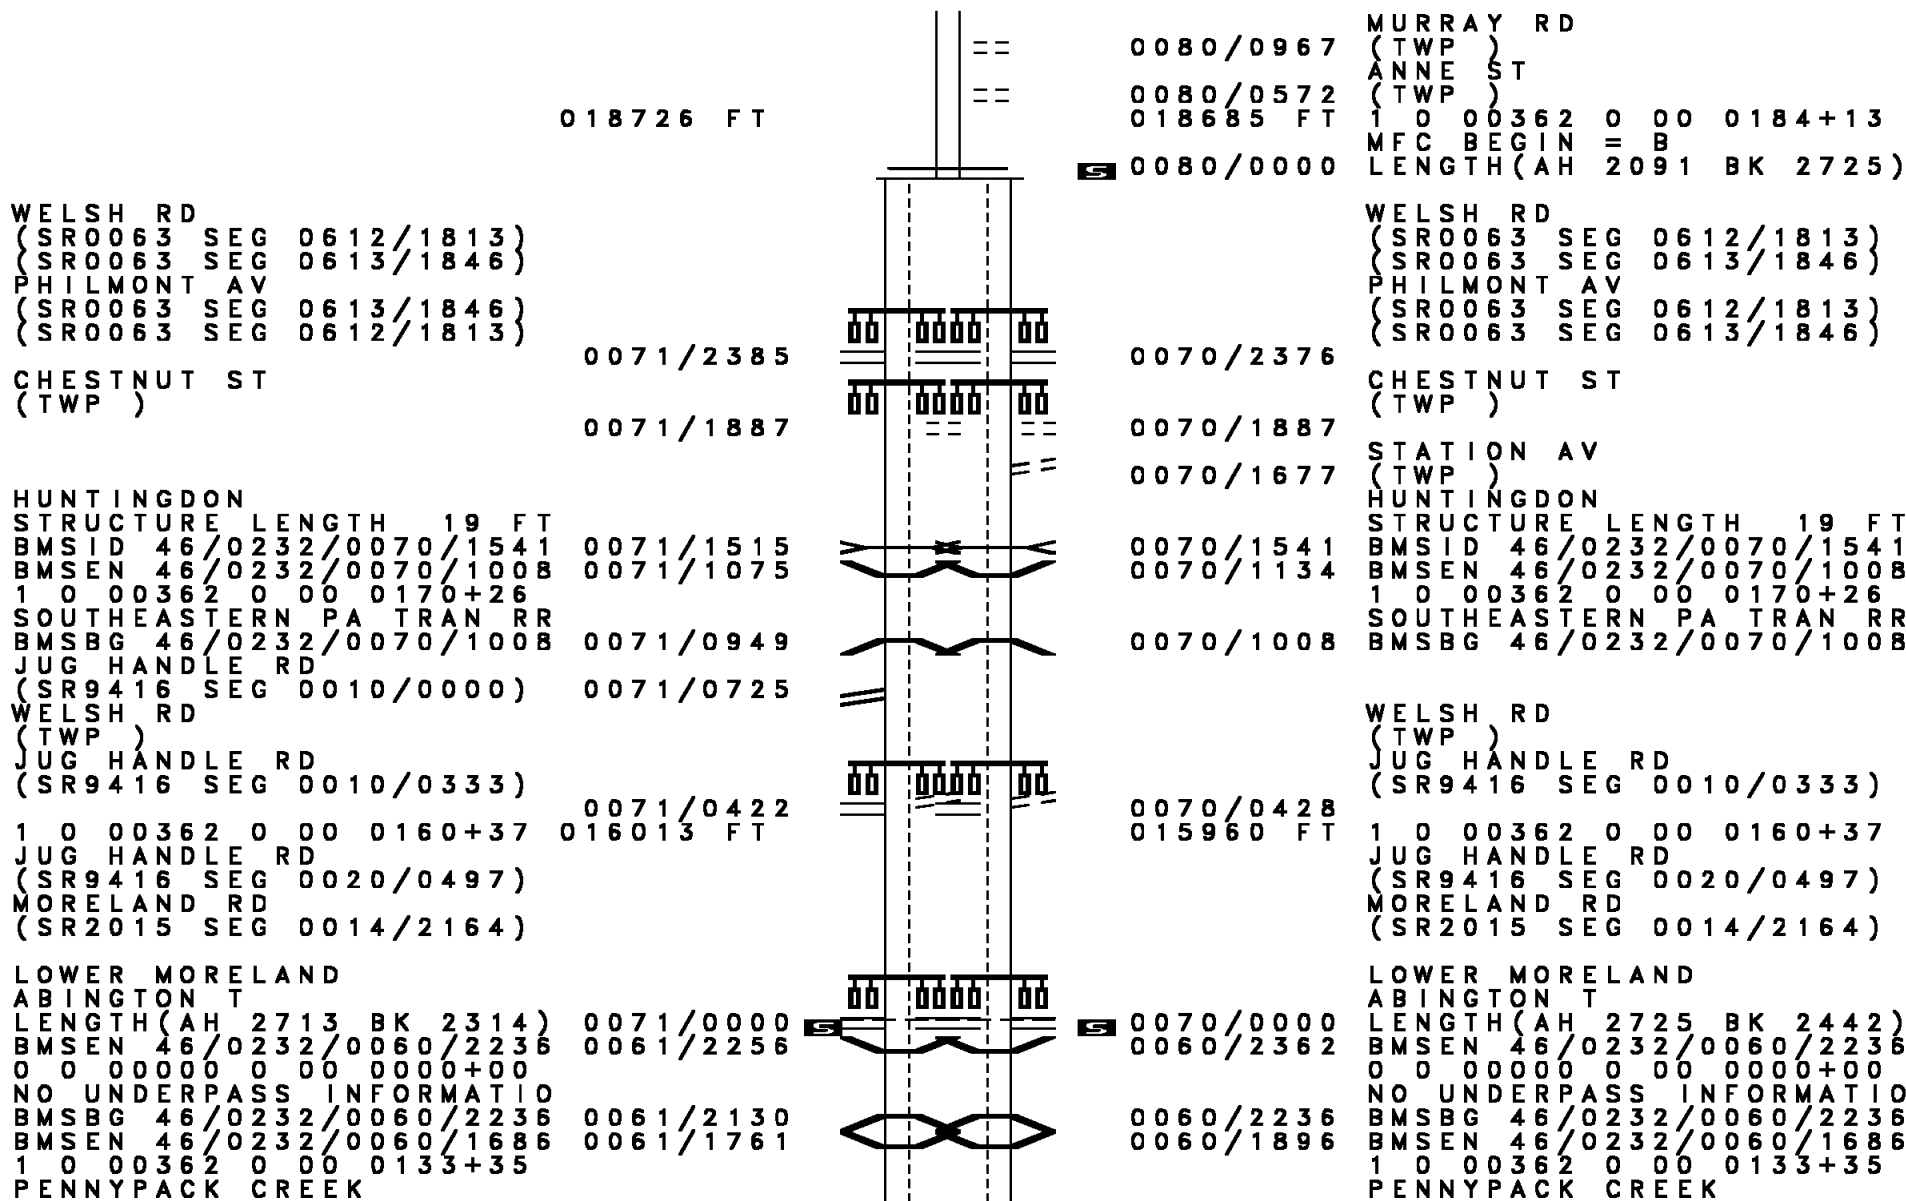 MURRAY RD
0080/0967 (TWP )
ANNE ST
0080/0572 (TWP )
018726 FT 018685 FT 1 0 00362 0 00 0184+13
MFC BEGIN = B
S 0080/0000 LENGTH(AH 2091 BK 2725)
WELSH RD WELSH RD
(SR0063 SEG 0612/1813) (SR0063 SEG 0612/1813)
(SR0063 SEG 0613/1846) (SR0063 SEG 0613/1846)
PHILMONT AV PHILMONT AV
(SR0063 SEG 0613/1846) (SR0063 SEG 0612/1813)
(SR0063 SEG 0612/1813) (SR0063 SEG 0613/1846)
0071/2385 0070/2376
CHESTNUT ST CHESTNUT ST
(TWP ) (TWP )
0071/1887 0070/1887
STATION AV
0070/1677 (TWP )
HUNTINGDON HUNTINGDON
STRUCTURE LENGTH 19 FT STRUCTURE LENGTH 19 FT
BMSID 46/0232/0070/1541 0071/1515 0070/1541 BMSID 46/0232/0070/1541
BMSEN 46/0232/0070/1008 0071/1075 0070/1134 BMSEN 46/0232/0070/1008
1 0 00362 0 00 0170+26 1 0 00362 0 00 0170+26
SOUTHEASTERN PA TRAN RR SOUTHEASTERN PA TRAN RR
BMSBG 46/0232/0070/1008 0071/0949 0070/1008 BMSBG 46/0232/0070/1008
JUG HANDLE RD
(SR9416 SEG 0010/0000) 0071/0725
WELSH RD WELSH RD
(TWP ) (TWP )
JUG HANDLE RD JUG HANDLE RD
(SR9416 SEG 0010/0333) (SR9416 SEG 0010/0333)
0071/0422 0070/0428
1 0 00362 0 00 0160+37 016013 FT 015960 FT 1 0 00362 0 00 0160+37
JUG HANDLE RD JUG HANDLE RD
(SR9416 SEG 0020/0497) (SR9416 SEG 0020/0497)
MORELAND RD MORELAND RD
(SR2015 SEG 0014/2164) (SR2015 SEG 0014/2164)
LOWER MORELAND LOWER MORELAND
ABINGTON T ABINGTON T
LENGTH(AH 2713 BK 2314) 0071/0000 S S 0070/0000 LENGTH(AH 2725 BK 2442)
BMSEN 46/0232/0060/2236 0061/2256 0060/2362 BMSEN 46/0232/0060/2236
0 0 00000 0 00 0000+00 0 0 00000 0 00 0000+00
NO UNDERPASS INFORMATIO NO UNDERPASS INFORMATIO
BMSBG 46/0232/0060/2236 0061/2130 0060/2236 BMSBG 46/0232/0060/2236
BMSEN 46/0232/0060/1686 0061/1761 0060/1896 BMSEN 46/0232/0060/1686
1 0 00362 0 00 0133+35 1 0 00362 0 00 0133+35
PENNYPACK CREEK PENNYPACK CREEK